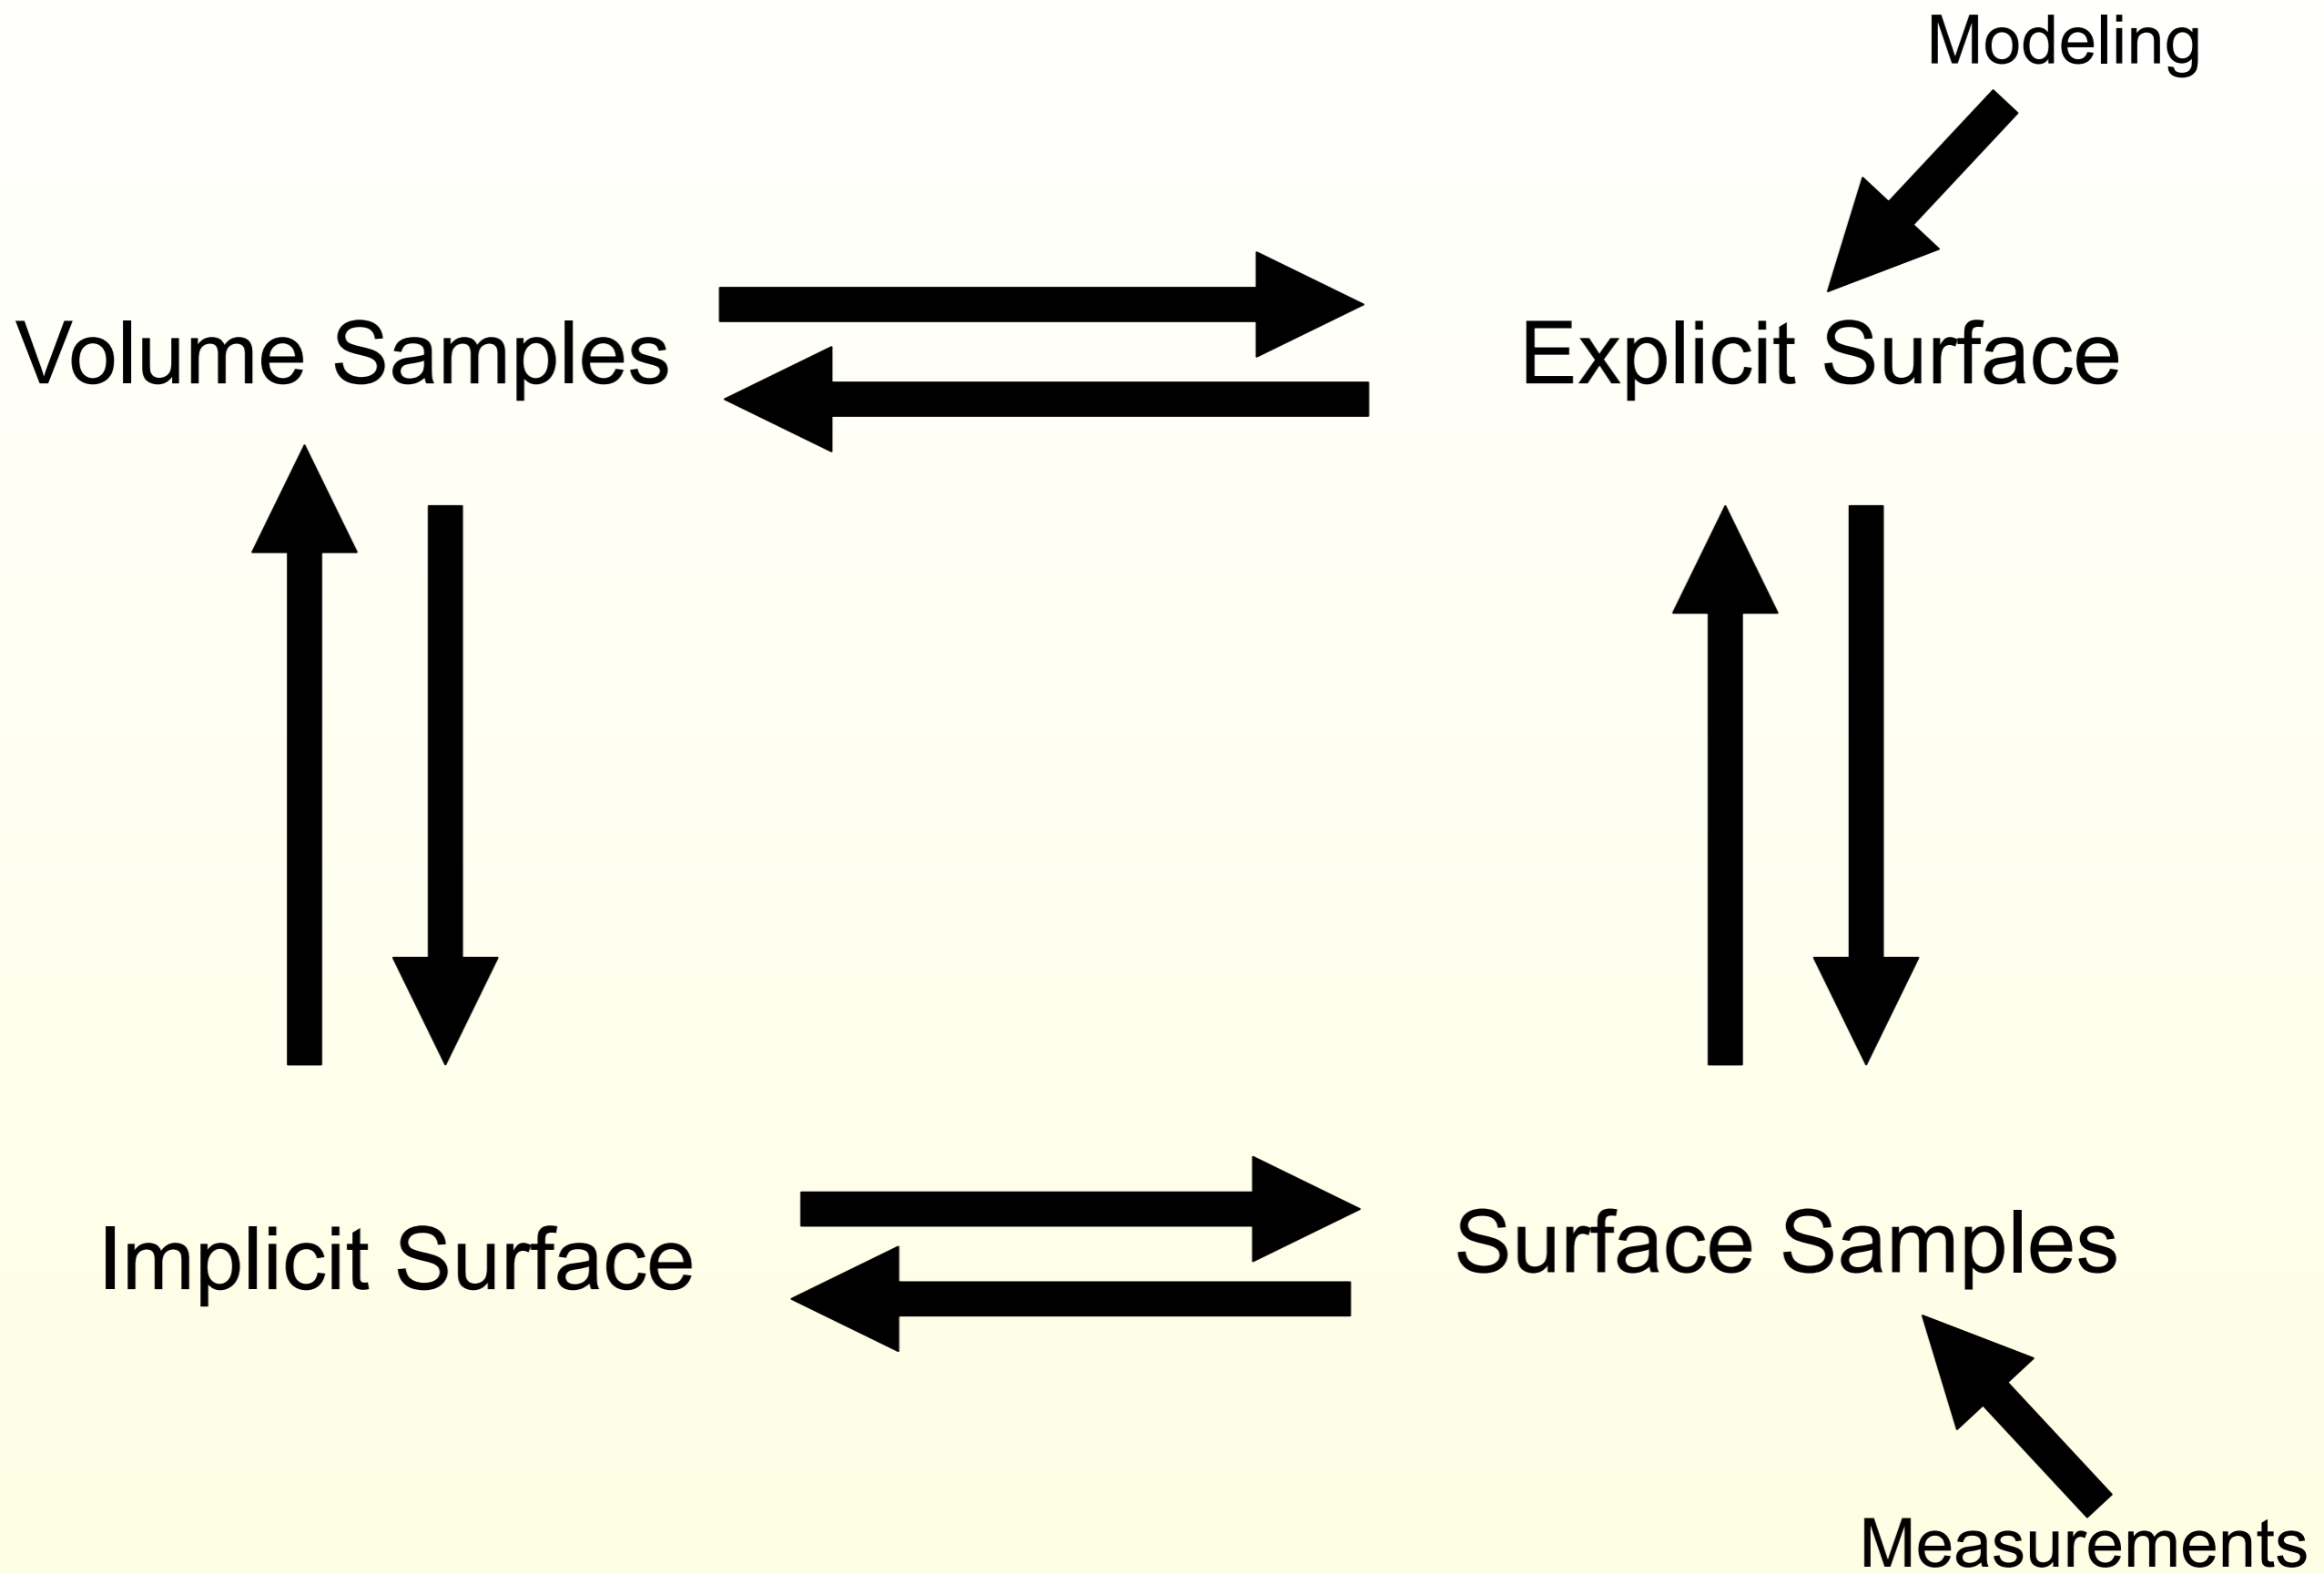 Modeling
Volume Samples
Explicit Surface
Implicit Surface
Surface Samples
Measurements